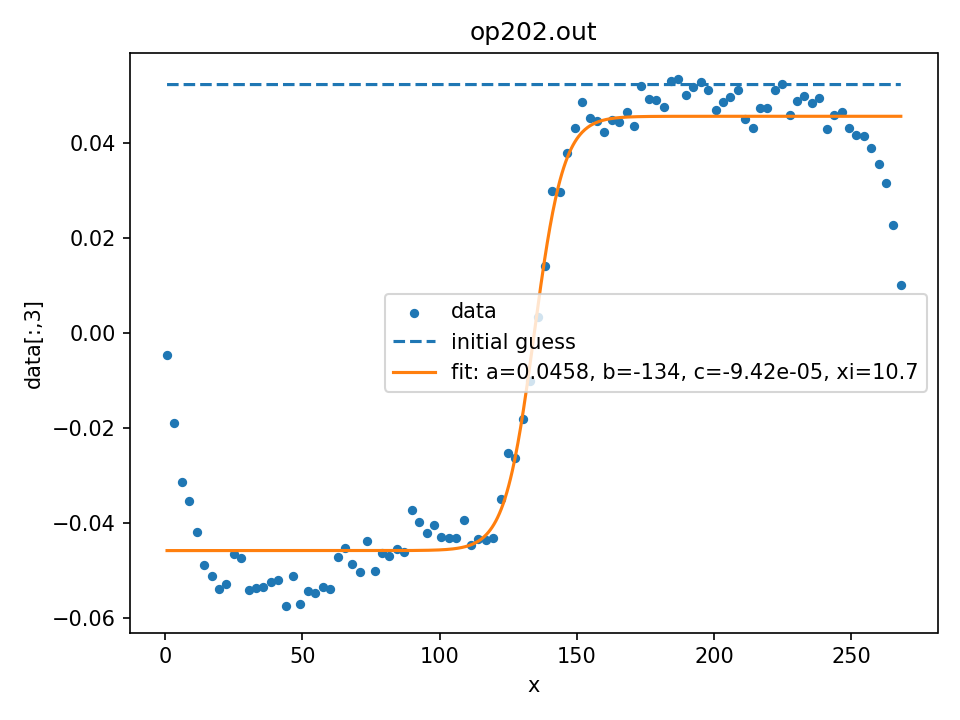 op202.out
data[:,3]
0.04
0.02
0.00
−0.02
−0.04
−0.06
data
initial guess
fit: a=0.0458, b=-134, c=-9.42e-05, xi=10.7
0 50 100 150 200 250
x